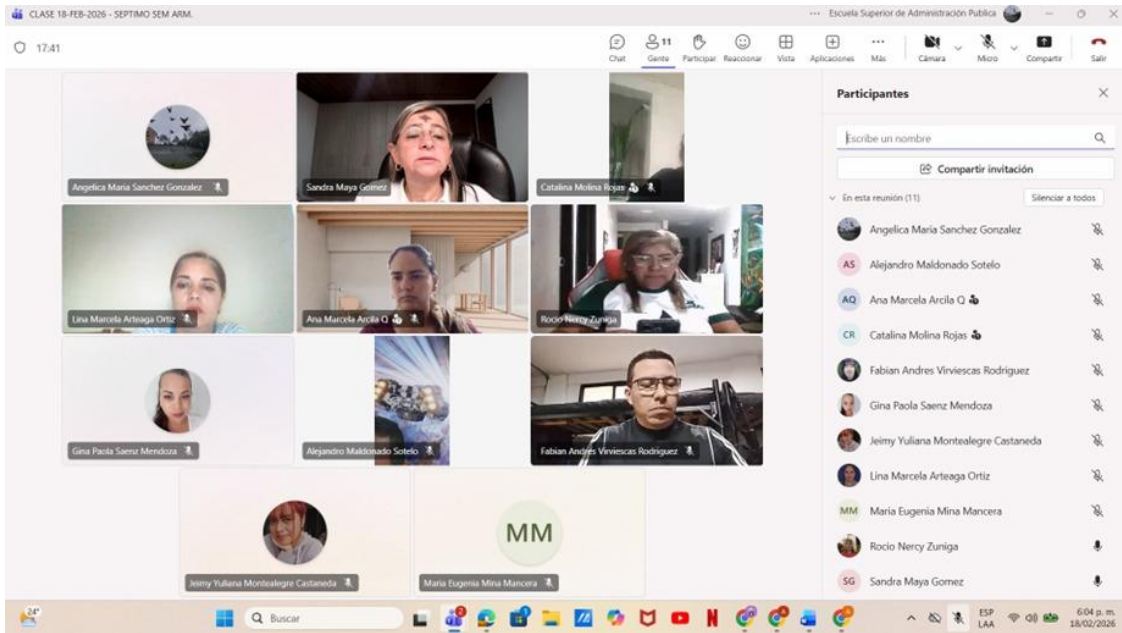 CLASE 18-FEB-2026 - SEPTIMO SEM ARM.
Escuela Superior de Administración Publica
17:41
Chat
Gente
11
Participar
Reaccionar
Vista
Aplicaciones
Más
Cámara
Micro
Compartir
Salir
Angelica Maria Sanchez Gonzalez
Sandra Maya Gomez
Catalina Molina Rojas
Lina Marcela Arteaga Ortiz
Ana Marcela Arcila Q
Rocio Nercy Zuniga
Gina Paola Saenz Mendoza
Alejandro Maldonado Sotelo
Fabian Andres Virviescas Rodriguez
Jeimy Yuliana Montealegre Castaneda
MM
Maria Eugenia Mina Mancera
Participantes
Escribe un nombre
Compartir invitación
En esta reunión (11)
Silenciar a todos
Angelica Maria Sanchez Gonzalez
AS Alejandro Maldonado Sotelo
AQ Ana Marcela Arcila Q
CR Catalina Molina Rojas
Fabian Andres Virviescas Rodriguez
Gina Paola Saenz Mendoza
Jeimy Yuliana Montealegre Castaneda
Lina Marcela Arteaga Ortiz
MM Maria Eugenia Mina Mancera
Rocio Nercy Zuniga
SG Sandra Maya Gomez
24°
Buscar
ESP
LAA
6:04 p. m.
18/02/2026